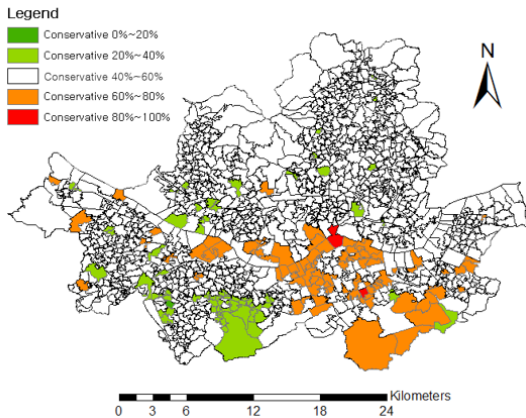 Legend
Conservative 0%~20%
Conservative 20%~40%
Conservative 40%~60%
Conservative 60%~80%
Conservative 80%~100%
N
Kilometers
0 3 6 12 18 24